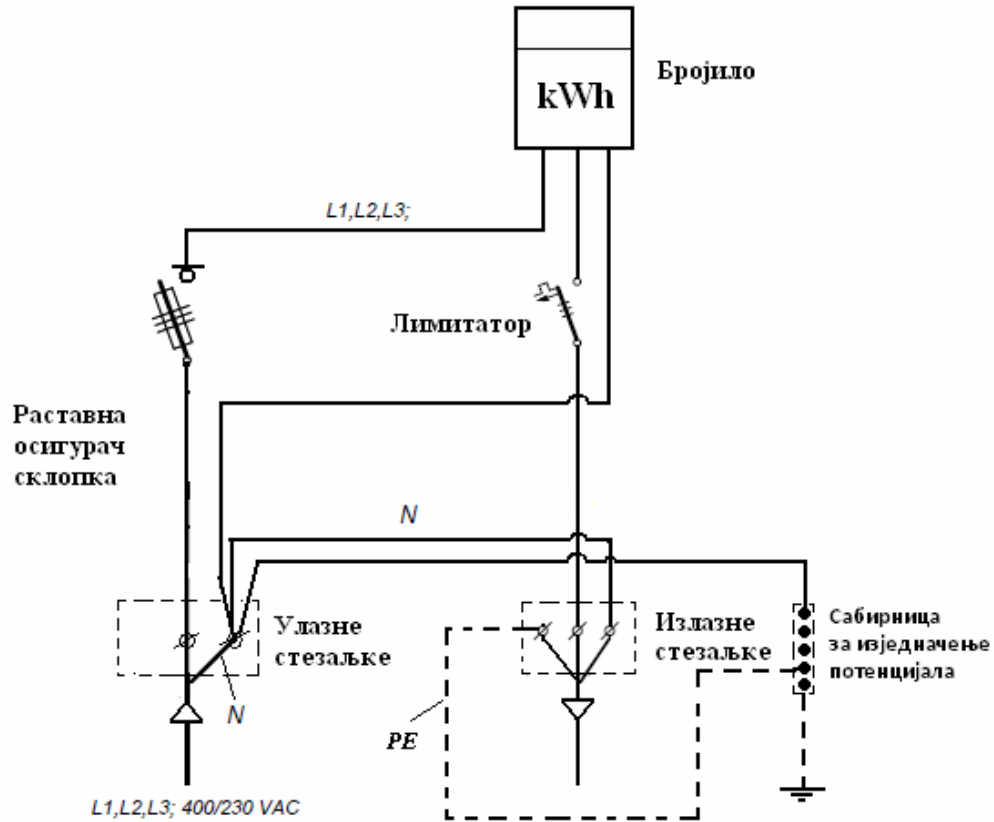 Бројило
kWh
L1,L2,L3;
Лимитатор
Раставна
осигурач
склопка
N
Улазне
стезаљке
Излазне
стезаљке
Сабирница
за изједначење
потенцијала
N
PE
L1,L2,L3; 400/230 VAC